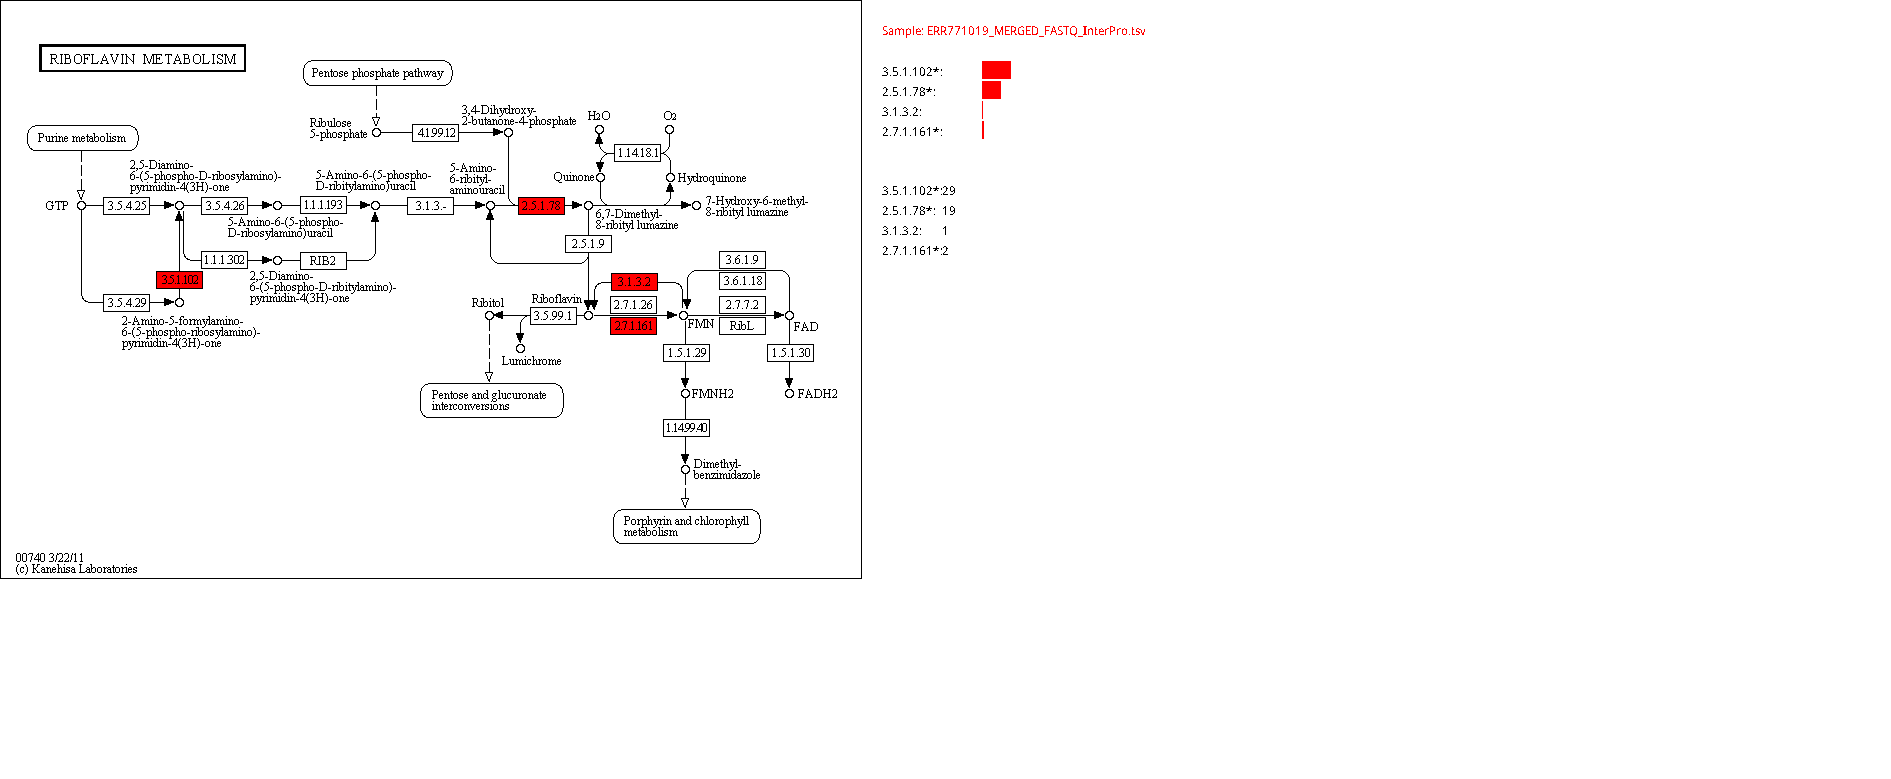 RIBOFLAVIN METABOLISM
Pentose phosphate pathway
Purine metabolism
Ribulose
5-phosphate
4.1.99.12
3,4-Dihydroxy-
2-butanone-4-phosphate
H2O
O2
1.14.18.1
Quinone
Hydroquinone
2,5-Diamino-
6-(5-phospho-D-ribosylamino)-
pyrimidin-4(3H)-one
5-Amino-6-(5-phospho-
D-ribitylamino)uracil
5-Amino-
6-ribityl-
aminouracil
GTP
3.5.4.25
3.5.4.26
1.1.1.193
3.1.3.-
2.5.1.78
7-Hydroxy-6-methyl-
8-ribityl lumazine
5-Amino-6-(5-phospho-
D-ribosylamino)uracil
6,7-Dimethyl-
8-ribityl lumazine
2.5.1.9
1.1.1.302
RIB2
3.5.1.102
2,5-Diamino-
6-(5-phospho-D-ribitylamino)-
pyrimidin-4(3H)-one
3.5.4.29
2-Amino-5-formylamino-
6-(5-phospho-ribosylamino)-
pyrimidin-4(3H)-one
3.6.1.9
3.6.1.18
3.1.3.2
2.7.1.26
2.7.1.161
2.7.7.2
RibL
Ribitol
Riboflavin
3.5.99.1
FMN
FAD
Lumichrome
1.5.1.29
1.5.1.30
Pentose and glucuronate
interconversions
FMNH2
FADH2
1.14.99.40
Dimethyl-
benzimidazole
Porphyrin and chlorophyll
metabolism
00740 3/22/11
(c) Kanehisa Laboratories
Sample: ERR771019_MERGED_FASTQ_InterPro.tsv
3.5.1.102*:
2.5.1.78*:
3.1.3.2:
2.7.1.161*:
3.5.1.102*:29
2.5.1.78*: 19
3.1.3.2: 1
2.7.1.161*:2